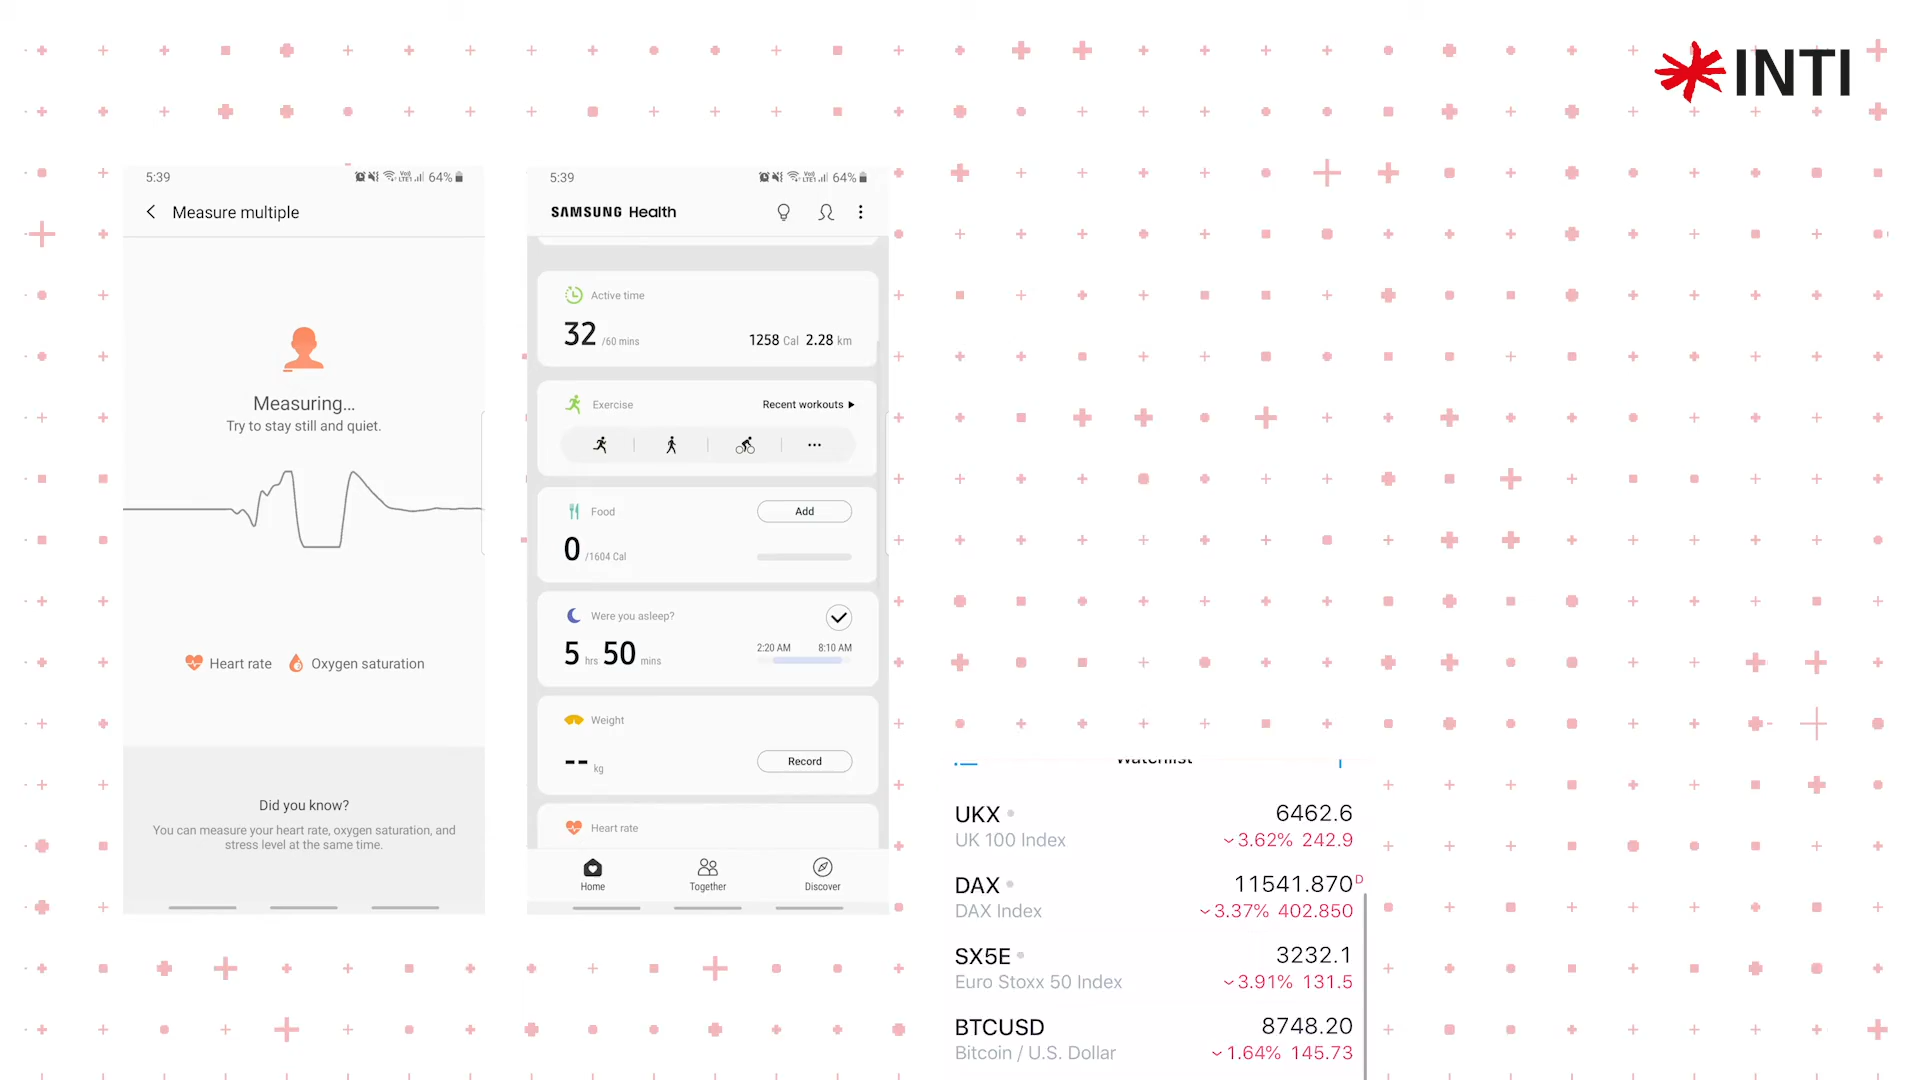 INTI
5:39
64%
Measure multiple
Measuring...
Try to stay still and quiet.
Heart rate
Oxygen saturation
Did you know?
You can measure your heart rate, oxygen saturation, and
stress level at the same time.
5:39
64%
SAMSUNG Health
Active time
32 /60 mins
1258 Cal 2.28 km
Exercise
Recent workouts
Food
Add
0 /1604 Cal
Were you asleep?
5 hrs 50 mins
2:20 AM 8:10 AM
Weight
-- kg
Record
Heart rate
Home
Together
Discover
Watchlist
UKX 6462.6
UK 100 Index 3.62% 242.9
DAX 11541.870 D
DAX Index 3.37% 402.850
SX5E 3232.1
Euro Stoxx 50 Index 3.91% 131.5
BTCUSD 8748.20
Bitcoin / U.S. Dollar 1.64% 145.73